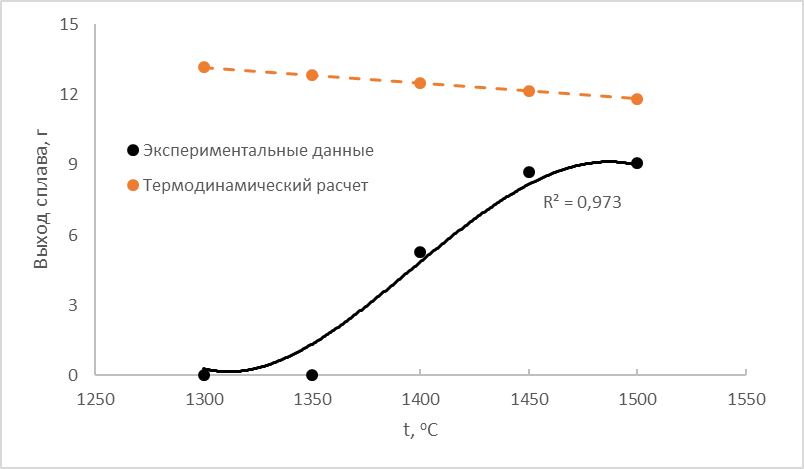 15
12
9
6
3
0
Выход сплава, г
Экспериментальные данные
Термодинамический расчет
R² = 0,973
1250 1300 1350 1400 1450 1500 1550
t, ᵒC